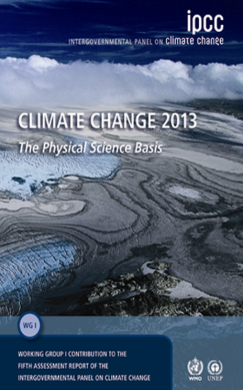 ipcc
INTERGOVERNMENTAL PANEL ON climate change
CLIMATE CHANGE 2013
The Physical Science Basis
WG I
WORKING GROUP I CONTRIBUTION TO THE
FIFTH ASSESSMENT REPORT OF THE
INTERGOVERNMENTAL PANEL ON CLIMATE CHANGE
WMO
UNEP